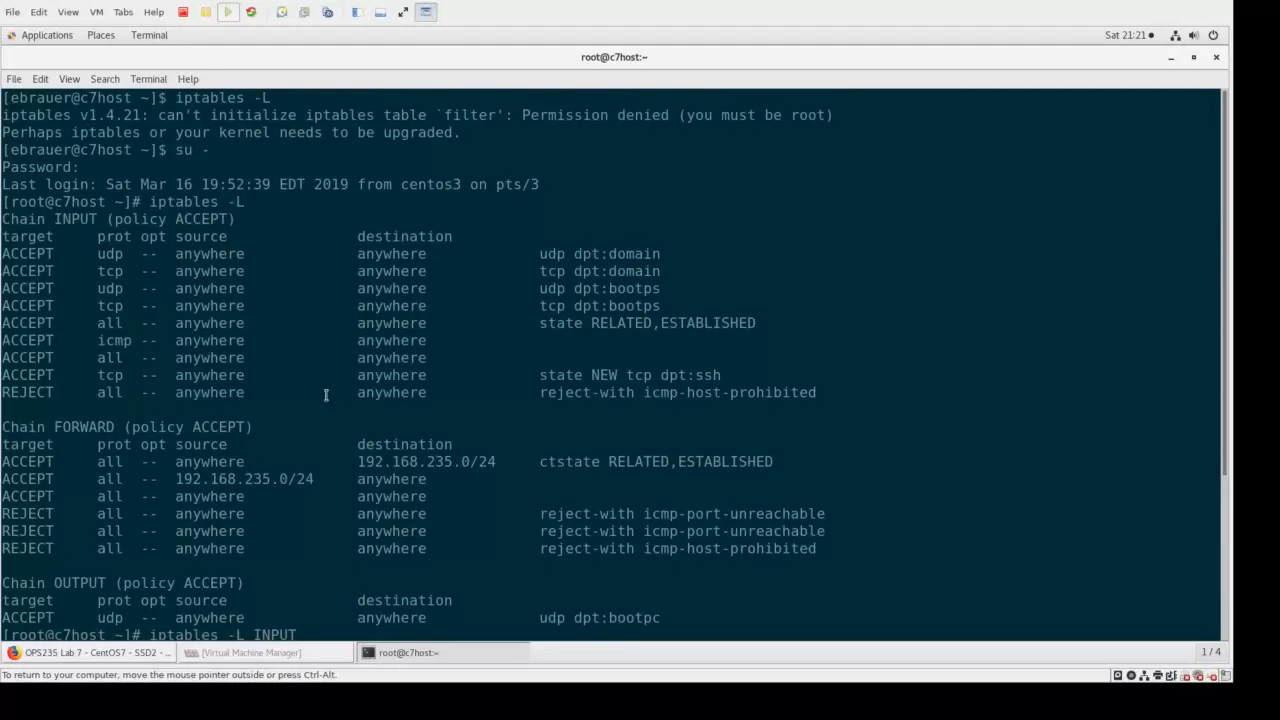 File Edit View VM Tabs Help
Applications Places Terminal Sat 21:21
root@c7host:~
File Edit View Search Terminal Help
[ebrauer@c7host ~]$ iptables -L
iptables v1.4.21: can't initialize iptables table `filter': Permission denied (you must be root)
Perhaps iptables or your kernel needs to be upgraded.
[ebrauer@c7host ~]$ su -
Password:
Last login: Sat Mar 16 19:52:39 EDT 2019 from centos3 on pts/3
[root@c7host ~]# iptables -L
Chain INPUT (policy ACCEPT)
target prot opt source destination
ACCEPT udp -- anywhere anywhere udp dpt:domain
ACCEPT tcp -- anywhere anywhere tcp dpt:domain
ACCEPT udp -- anywhere anywhere udp dpt:bootps
ACCEPT tcp -- anywhere anywhere tcp dpt:bootps
ACCEPT all -- anywhere anywhere state RELATED,ESTABLISHED
ACCEPT icmp -- anywhere anywhere
ACCEPT all -- anywhere anywhere
ACCEPT tcp -- anywhere anywhere state NEW tcp dpt:ssh
REJECT all -- anywhere anywhere reject-with icmp-host-prohibited
Chain FORWARD (policy ACCEPT)
target prot opt source destination
ACCEPT all -- anywhere 192.168.235.0/24 ctstate RELATED,ESTABLISHED
ACCEPT all -- 192.168.235.0/24 anywhere
ACCEPT all -- anywhere anywhere
REJECT all -- anywhere anywhere reject-with icmp-port-unreachable
REJECT all -- anywhere anywhere reject-with icmp-port-unreachable
REJECT all -- anywhere anywhere reject-with icmp-host-prohibited
Chain OUTPUT (policy ACCEPT)
target prot opt source destination
ACCEPT udp -- anywhere anywhere udp dpt:bootpc
[root@c7host ~]# iptables -L INPUT
OPS235 Lab 7 - CentOS7 - SSD2 - ... [Virtual Machine Manager] root@c7host:~ 1 / 4
To return to your computer, move the mouse pointer outside or press Ctrl-Alt.